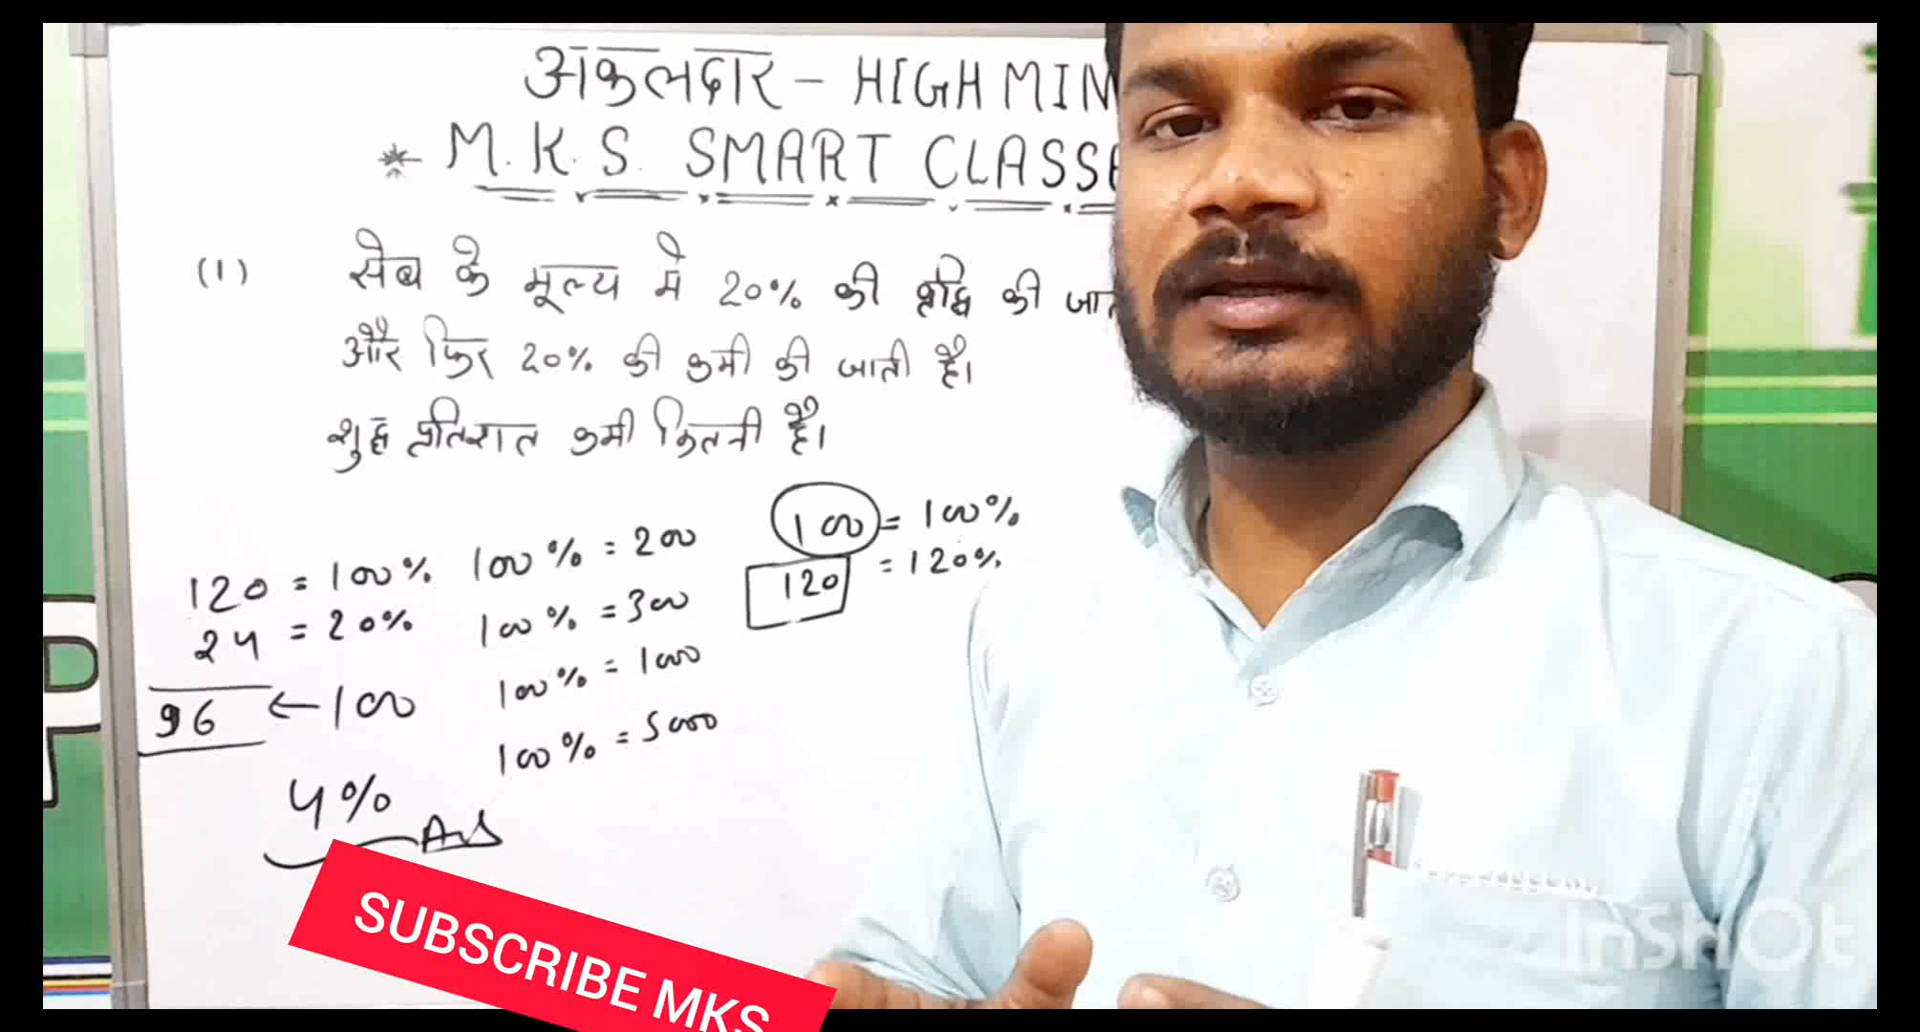 अकलदार - HIGH MIN
* M.K.S. SMART CLASSE
(1) सेब के मूल्य में 20% की वृद्धि की जात
और फिर 20% की कमी की जाती है।
शुद्ध प्रतिशत कमी कितनी है।
120 = 100%
24 = 20%
96 ← 100
4%
Ans
100% = 200
100% = 300
100% = 1000
100% = 5000
100 = 100%
120 = 120%
SUBSCRIBE MKS
InShOt